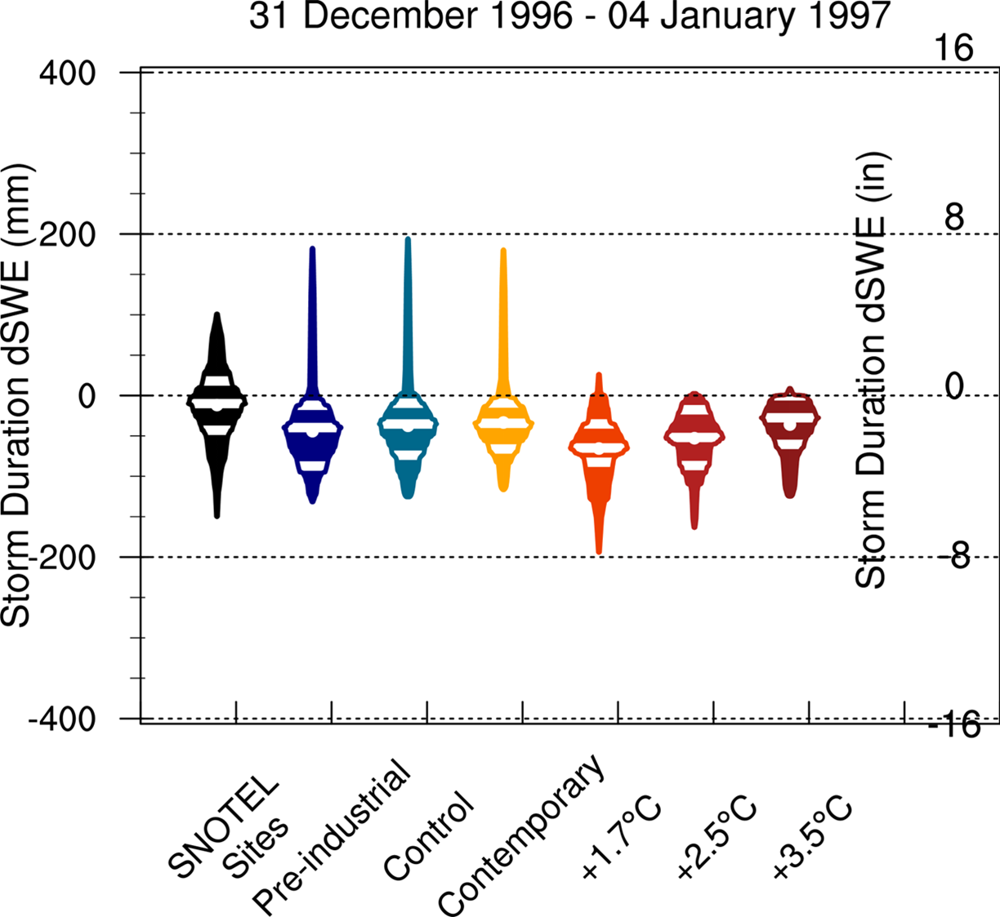 31 December 1996 - 04 January 1997
Storm Duration dSWE (mm)
400
200
0
-200
-400
Storm Duration dSWE (in)
16
8
0
-8
-16
SNOTEL
Sites
Pre-industrial
Control
Contemporary
+1.7°C
+2.5°C
+3.5°C